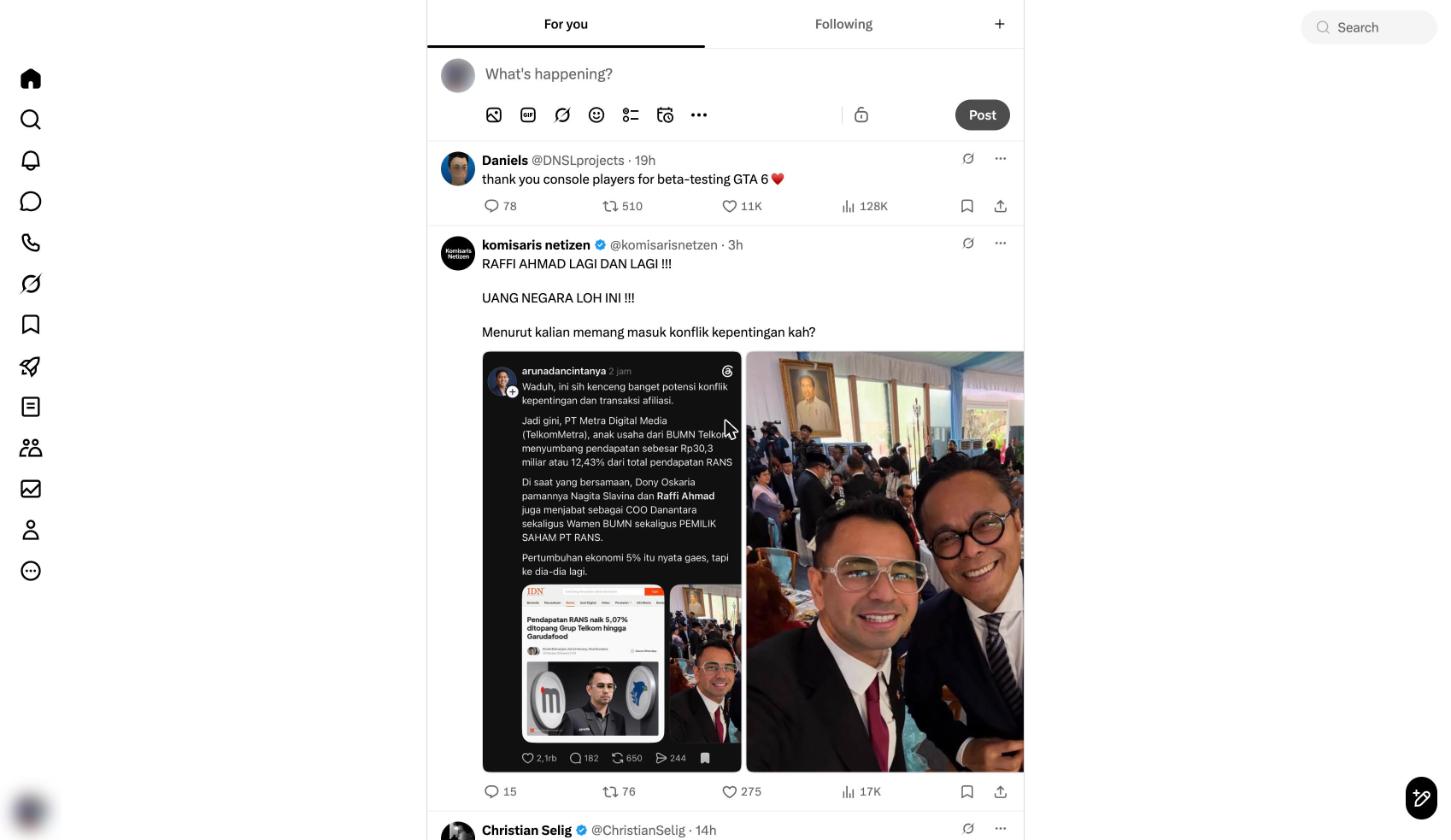 For you
Following
Search
What's happening?
GIF
Post
Daniels @DNSLprojects · 19h
thank you console players for beta-testing GTA 6 ♥️
78 510 11K 128K
Komisaris
Netizen
komisaris netizen @komisarisnetzen · 3h
RAFFI AHMAD LAGI DAN LAGI !!!
UANG NEGARA LOH INI !!!
Menurut kalian memang masuk konflik kepentingan kah?
arunadancintanya 2 jam
Waduh, ini sih kenceng banget potensi konflik
kepentingan dan transaksi afiliasi.
Jadi gini, PT Metra Digital Media
(TelkomMetra), anak usaha dari BUMN Telkom
menyumbang pendapatan sebesar Rp30,3
miliar atau 12,43% dari total pendapatan RANS
Di saat yang bersamaan, Dony Oskaria
pamannya Nagita Slavina dan Raffi Ahmad
juga menjabat sebagai COO Danantara
sekaligus Wamen BUMN sekaligus PEMILIK
SAHAM PT RANS.
Pertumbuhan ekonomi 5% itu nyata gaes, tapi
ke dia-dia lagi.
IDN
Pendapatan RANS naik 5,07%
ditopang Grup Telkom hingga
Garudafood
2,1rb 182 650 244
15 76 275 17K
Christian Selig @ChristianSelig · 14h